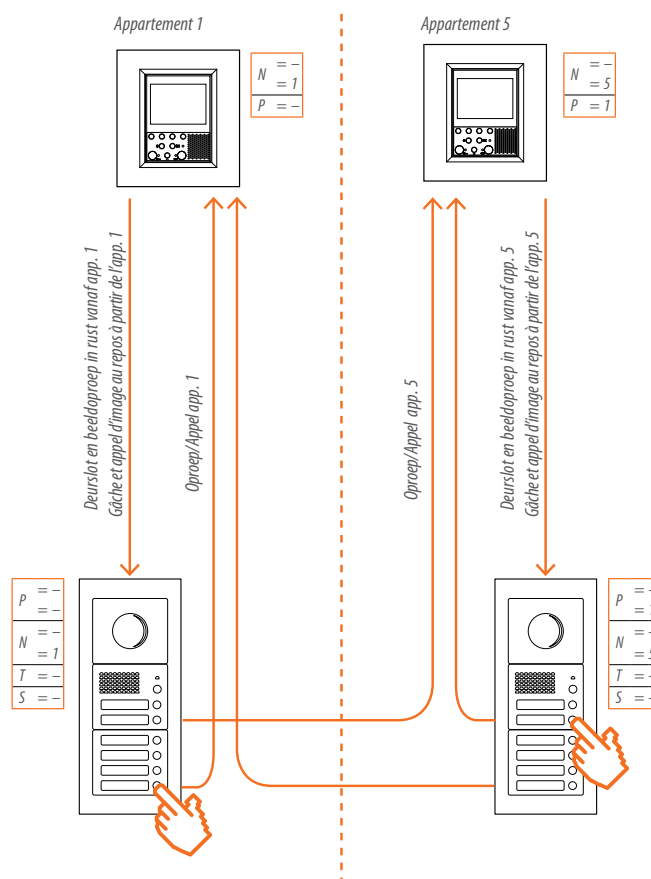 Appartement 1
Appartement 5
N = –
= 1
P = –
N = –
= 5
P = 1
Deurslot en beeldoproep in rust vanaf app. 1
Gâche et appel d'image au repos à partir de l'app. 1
Oproep/Appel app. 1
Oproep/Appel app. 5
Deurslot en beeldoproep in rust vanaf app. 5
Gâche et appel d'image au repos à partir de l'app. 5
P = –
= –
N = –
= 1
T = –
S = –
P = –
=
N = –
= 5
T = –
S = –